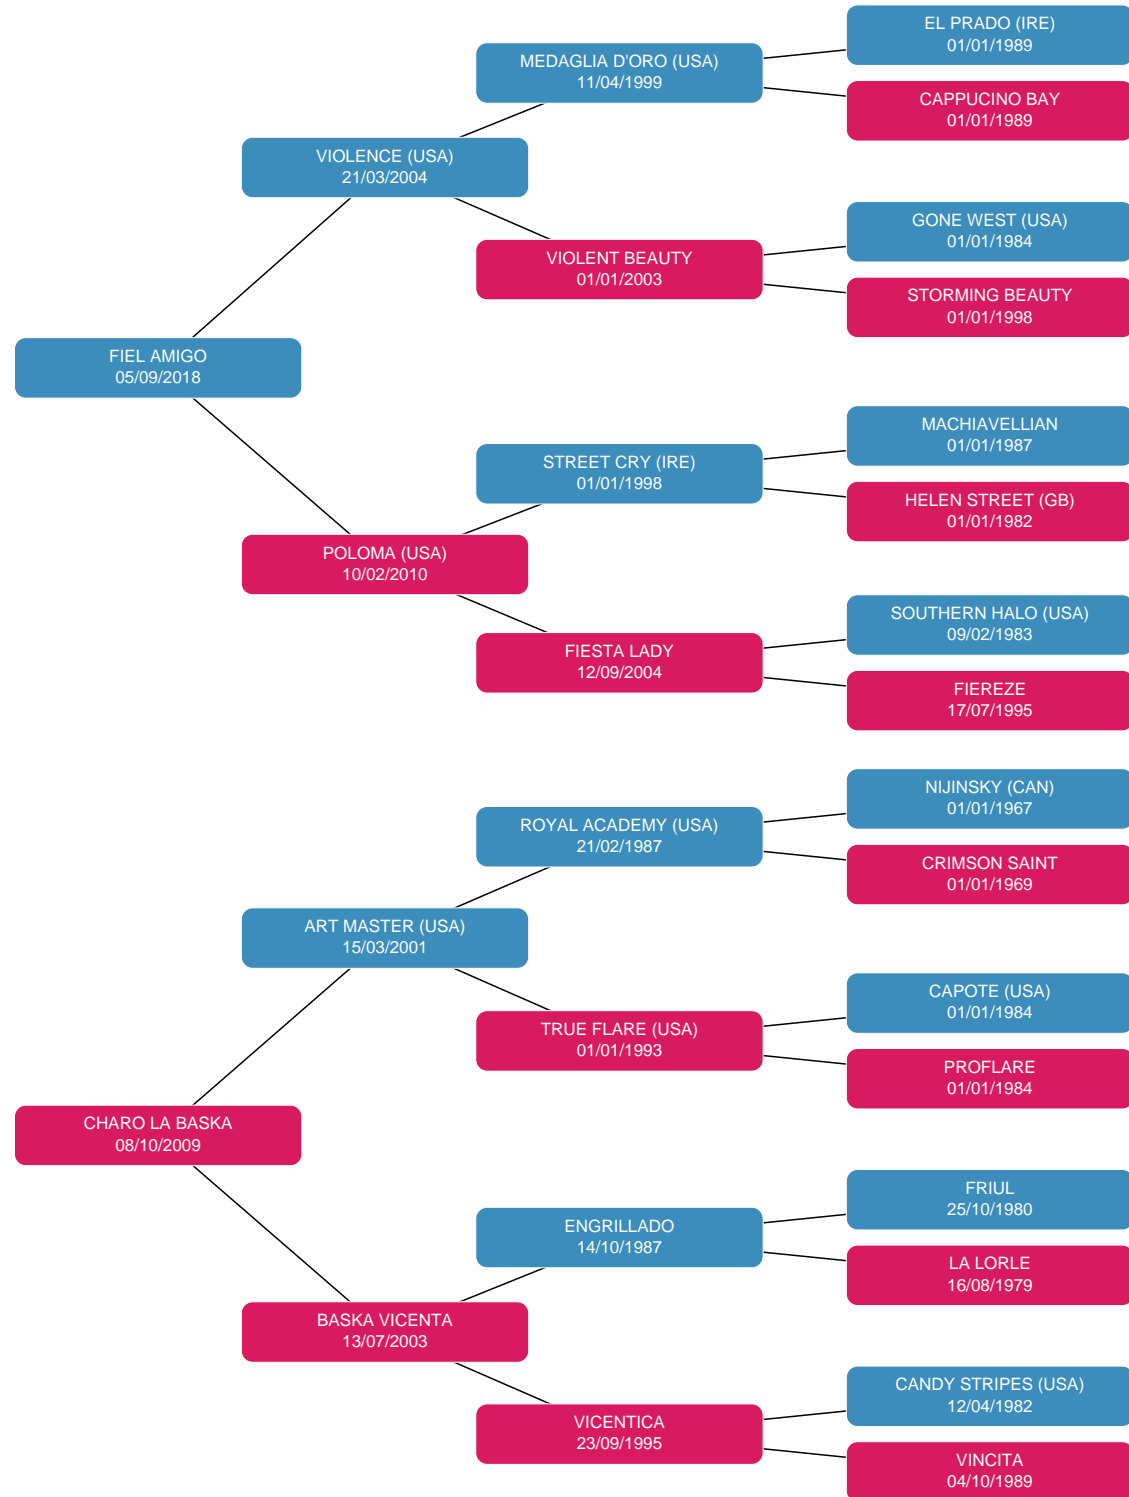 EL PRADO (IRE)
01/01/1989
MEDAGLIA D'ORO (USA)
11/04/1999
CAPPUCINO BAY
01/01/1989
VIOLENCE (USA)
21/03/2004
GONE WEST (USA)
01/01/1984
VIOLENT BEAUTY
01/01/2003
STORMING BEAUTY
01/01/1998
FIEL AMIGO
05/09/2018
MACHIAVELLIAN
01/01/1987
STREET CRY (IRE)
01/01/1998
HELEN STREET (GB)
01/01/1982
POLOMA (USA)
10/02/2010
SOUTHERN HALO (USA)
09/02/1983
FIESTA LADY
12/09/2004
FIEREZE
17/07/1995
NIJINSKY (CAN)
01/01/1967
ROYAL ACADEMY (USA)
21/02/1987
CRIMSON SAINT
01/01/1969
ART MASTER (USA)
15/03/2001
CAPOTE (USA)
01/01/1984
TRUE FLARE (USA)
01/01/1993
PROFLARE
01/01/1984
CHARO LA BASKA
08/10/2009
FRIUL
25/10/1980
ENGRILLADO
14/10/1987
LA LORLE
16/08/1979
BASKA VICENTA
13/07/2003
CANDY STRIPES (USA)
12/04/1982
VICENTICA
23/09/1995
VINCITA
04/10/1989